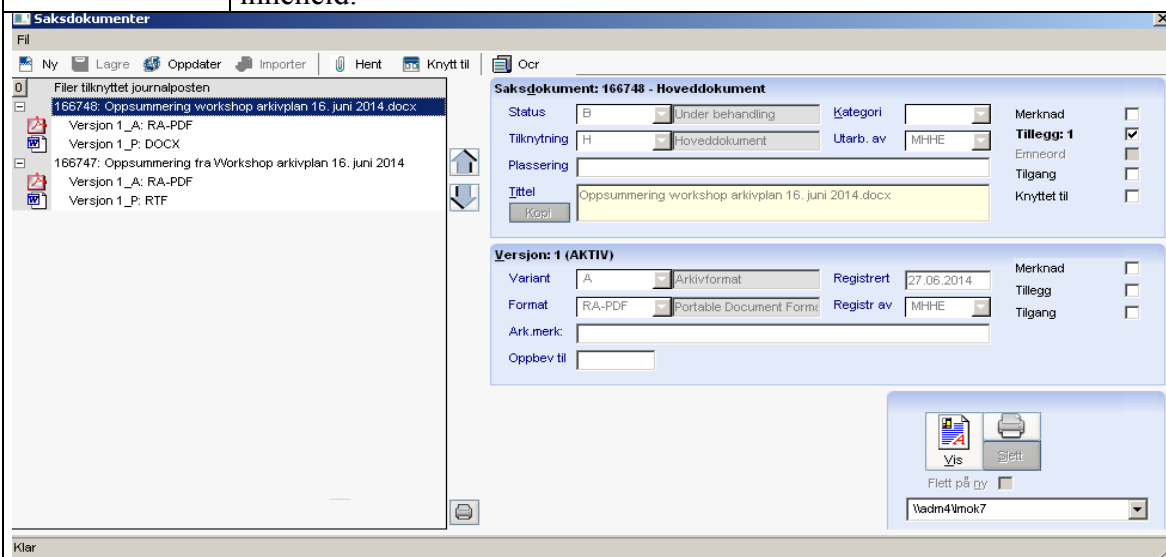 inneheld.
Saksdokumenter
Fil
Ny Lagre Oppdater Importer Hent Knytt til Ocr
0 Filer tilknyttet journalposten
166748: Oppsummering workshop arkivplan 16. juni 2014.docx
Versjon 1_A: RA-PDF
Versjon 1_P: DOCX
166747: Oppsummering fra Workshop arkivplan 16. juni 2014
Versjon 1_A: RA-PDF
Versjon 1_P: RTF
Saksdokument: 166748 - Hoveddokument
Status B Under behandling Kategori Merknad
Tilknytning H Hoveddokument Utarb. av MHHE Tillegg: 1
Emneord
Plassering Tilgang
Tittel Oppsummering workshop arkivplan 16. juni 2014.docx Knyttet til
Kopi
Versjon: 1 (AKTIV)
Variant A Arkivformat Registrert 27.06.2014 Merknad
Tillegg
Format RA-PDF Portable Document Forme Registr av MHHE Tilgang
Ark.merk:
Oppbev til
Vis Slett
Flett på ny
\\adm4\lmok7
Klar